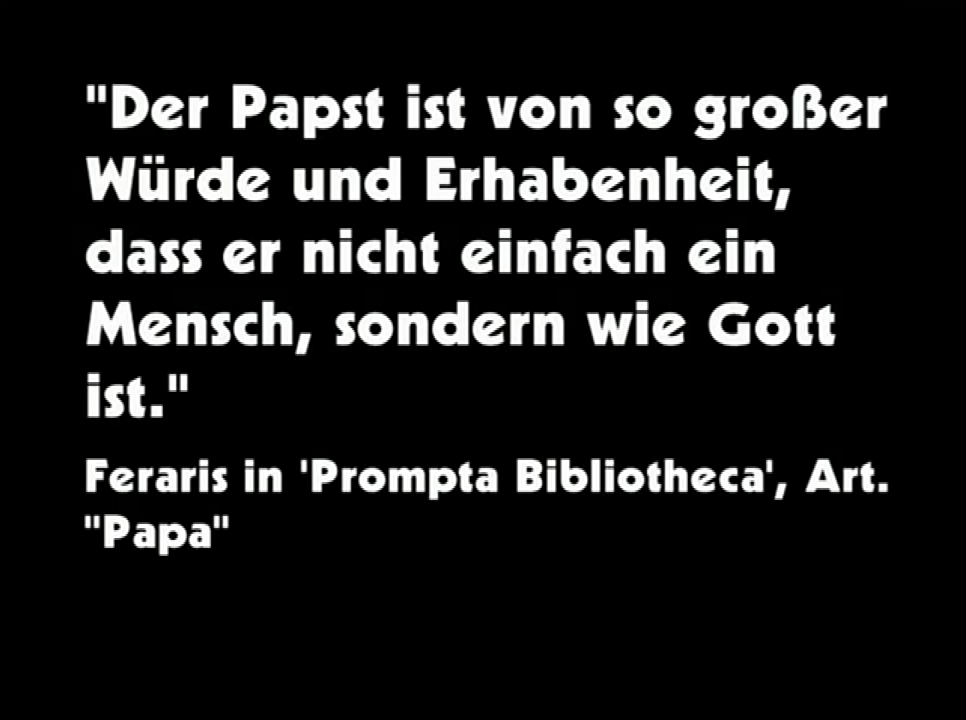 "Der Papst ist von so großer
Würde und Erhabenheit,
dass er nicht einfach ein
Mensch, sondern wie Gott
ist."
Feraris in 'Prompta Bibliotheca', Art.
"Papa"